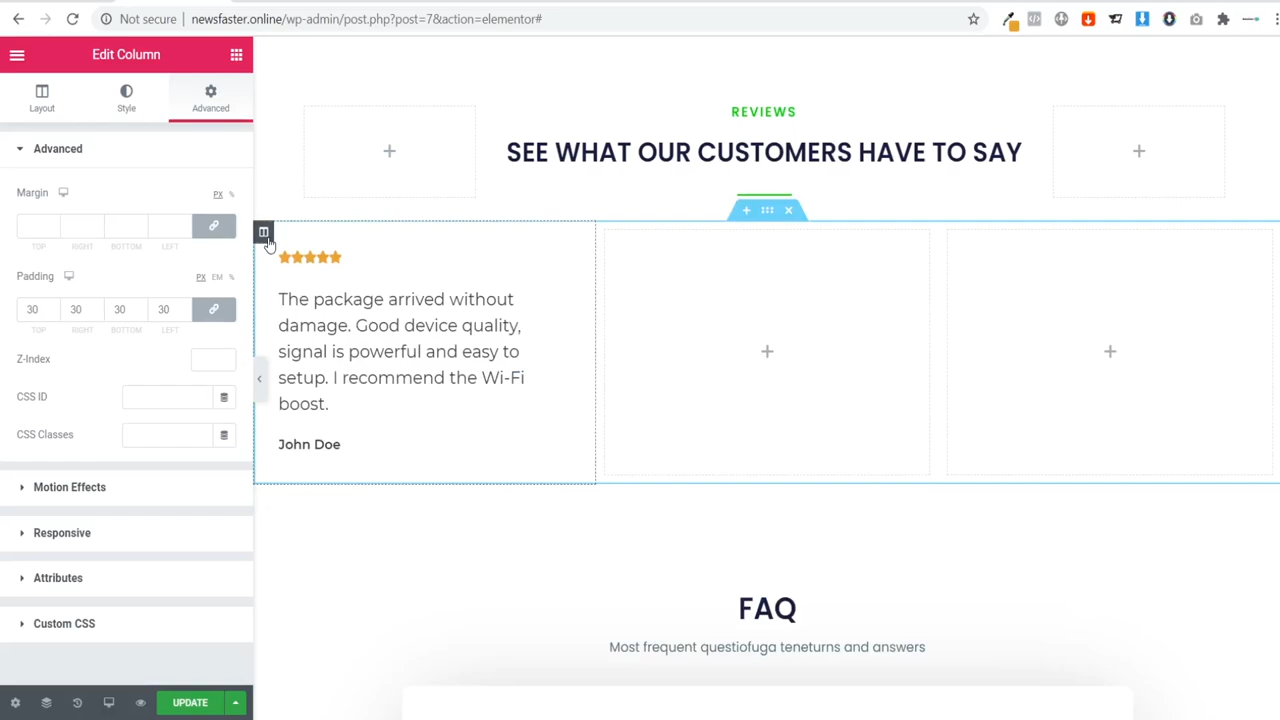 Not secure
newsfaster.online/wp-admin/post.php?post=7&action=elementor#
Edit Column
Layout
Style
Advanced
Advanced
Margin
PX %
TOP RIGHT BOTTOM LEFT
Padding
PX EM %
30 30 30 30
TOP RIGHT BOTTOM LEFT
Z-Index
CSS ID
CSS Classes
Motion Effects
Responsive
Attributes
Custom CSS
UPDATE
REVIEWS
SEE WHAT OUR CUSTOMERS HAVE TO SAY
The package arrived without
damage. Good device quality,
signal is powerful and easy to
setup. I recommend the Wi-Fi
boost.
John Doe
FAQ
Most frequent questiofuga teneturns and answers